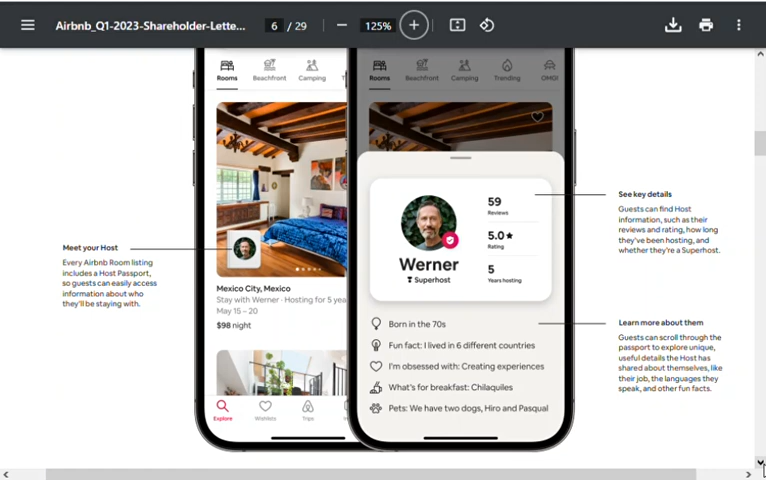 Airbnb_Q1-2023-Shareholder-Lette...
6 / 29
125%
Rooms
Beachfront
Camping
Rooms
Beachfront
Camping
Trending
OMG!
Meet your Host
Every Airbnb Room listing
includes a Host Passport,
so guests can easily access
information about who
they'll be staying with.
Mexico City, Mexico
Stay with Werner · Hosting for 5 yea
May 15 – 20
$98 night
Explore
Wishlists
Trips
59
Reviews
5.0★
Rating
5
Years hosting
Werner
Superhost
Born in the 70s
Fun fact: I lived in 6 different countries
I'm obsessed with: Creating experiences
What's for breakfast: Chilaquiles
Pets: We have two dogs, Hiro and Pasqual
See key details
Guests can find Host
information, such as their
reviews and rating, how long
they've been hosting, and
whether they're a Superhost.
Learn more about them
Guests can scroll through the
passport to explore unique,
useful details the Host has
shared about themselves, like
their job, the languages they
speak, and other fun facts.